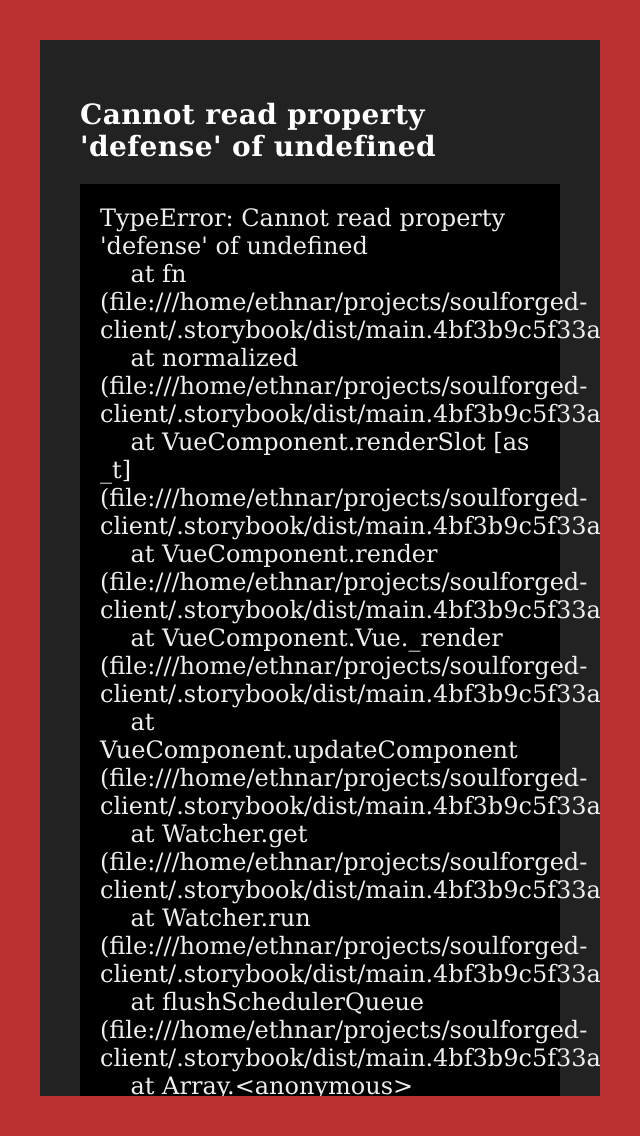 Cannot read property
'defense' of undefined
TypeError: Cannot read property
'defense' of undefined
at fn
(file:///home/ethnar/projects/soulforged-
client/.storybook/dist/main.4bf3b9c5f33a
at normalized
(file:///home/ethnar/projects/soulforged-
client/.storybook/dist/main.4bf3b9c5f33a
at VueComponent.renderSlot [as
_t]
(file:///home/ethnar/projects/soulforged-
client/.storybook/dist/main.4bf3b9c5f33a
at VueComponent.render
(file:///home/ethnar/projects/soulforged-
client/.storybook/dist/main.4bf3b9c5f33a
at VueComponent.Vue._render
(file:///home/ethnar/projects/soulforged-
client/.storybook/dist/main.4bf3b9c5f33a
at
VueComponent.updateComponent
(file:///home/ethnar/projects/soulforged-
client/.storybook/dist/main.4bf3b9c5f33a
at Watcher.get
(file:///home/ethnar/projects/soulforged-
client/.storybook/dist/main.4bf3b9c5f33a
at Watcher.run
(file:///home/ethnar/projects/soulforged-
client/.storybook/dist/main.4bf3b9c5f33a
at flushSchedulerQueue
(file:///home/ethnar/projects/soulforged-
client/.storybook/dist/main.4bf3b9c5f33a
at Array.<anonymous>